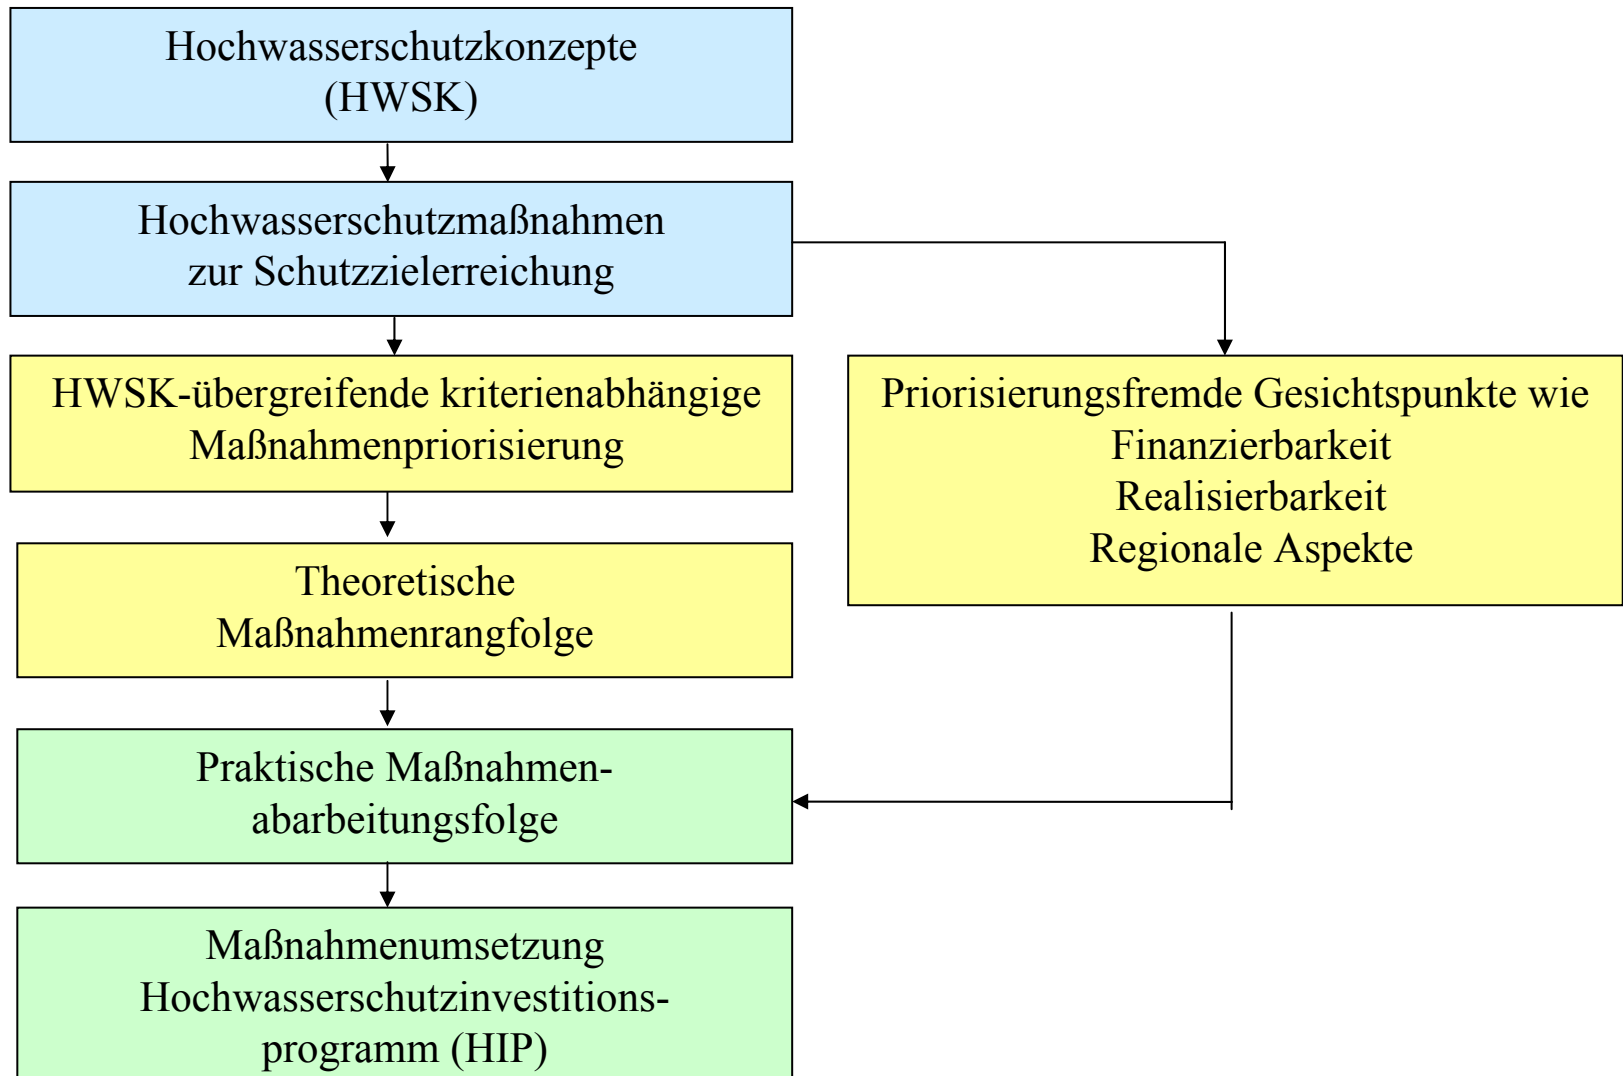 Hochwasserschutzkonzepte
(HWSK)
Hochwasserschutzmaßnahmen
zur Schutzzielerreichung
HWSK-übergreifende kriterienabhängige
Maßnahmenpriorisierung
Priorisierungsfremde Gesichtspunkte wie
Finanzierbarkeit
Realisierbarkeit
Regionale Aspekte
Theoretische
Maßnahmenrangfolge
Praktische Maßnahmen-
abarbeitungsfolge
Maßnahmenumsetzung
Hochwasserschutzinvestitions-
programm (HIP)